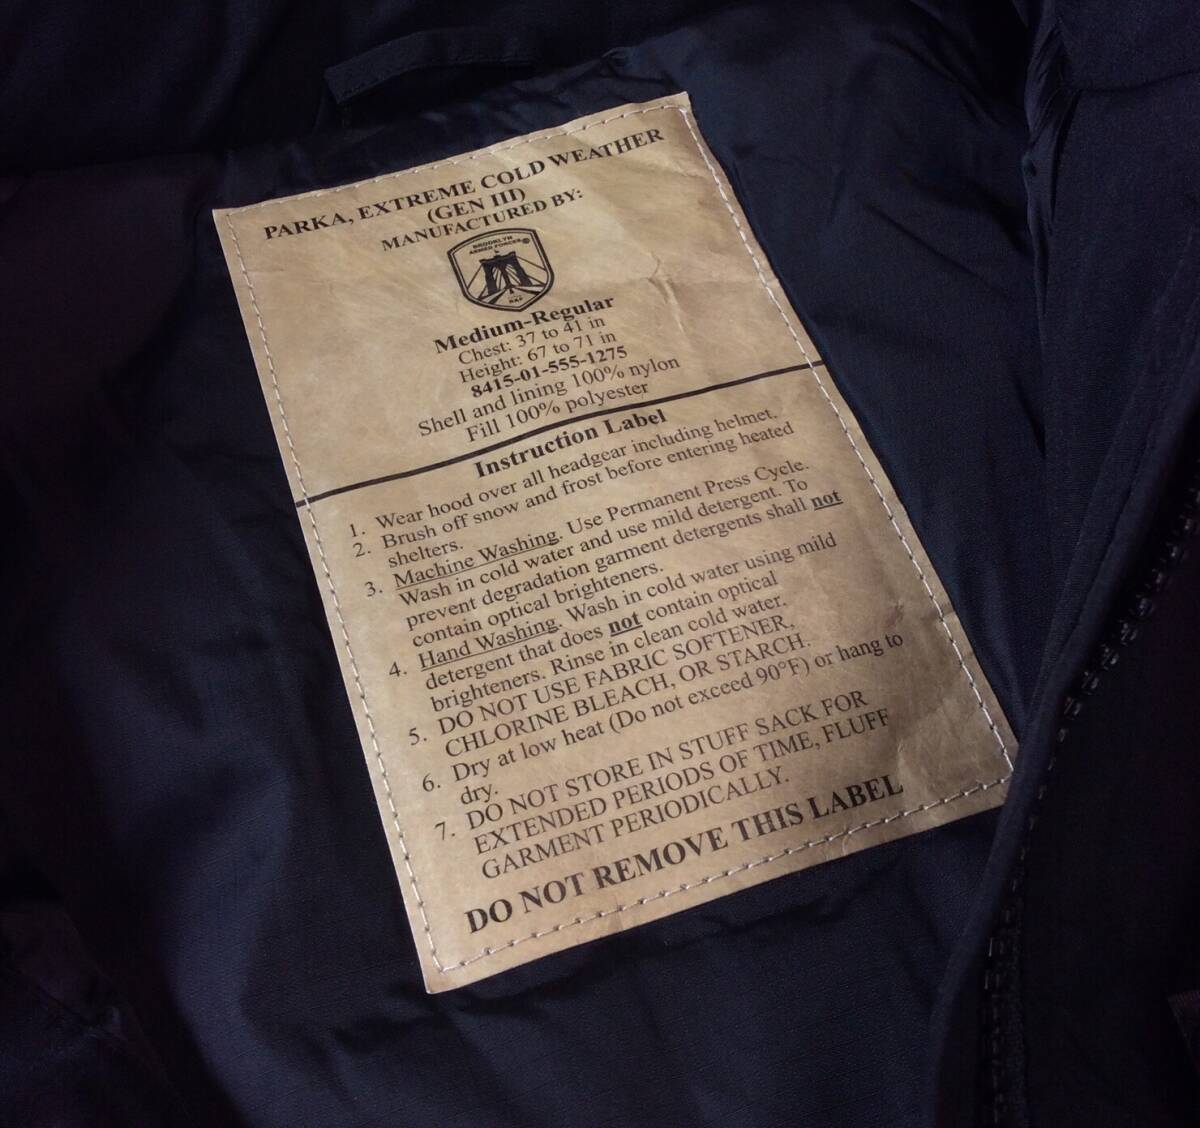 PARKA, EXTREME COLD WEATHER
(GEN III)
MANUFACTURED BY:
BROOKLYN
ARMED FORCES
BAF
Medium-Regular
Chest: 37 to 41 in
Height: 67 to 71 in
8415-01-555-1275
Shell and lining 100% nylon
Fill 100% polyester
Instruction Label
1. Wear hood over all headgear including helmet.
2. Brush off snow and frost before entering heated
shelters.
3. Machine Washing. Use Permanent Press Cycle.
Wash in cold water and use mild detergent. To
prevent degradation garment detergents shall not
contain optical brighteners.
4. Hand Washing. Wash in cold water using mild
detergent that does not contain optical
brighteners. Rinse in clean cold water.
5. DO NOT USE FABRIC SOFTENER,
CHLORINE BLEACH, OR STARCH.
6. Dry at low heat (Do not exceed 90°F) or hang to
dry.
7. DO NOT STORE IN STUFF SACK FOR
EXTENDED PERIODS OF TIME, FLUFF
GARMENT PERIODICALLY.
DO NOT REMOVE THIS LABEL